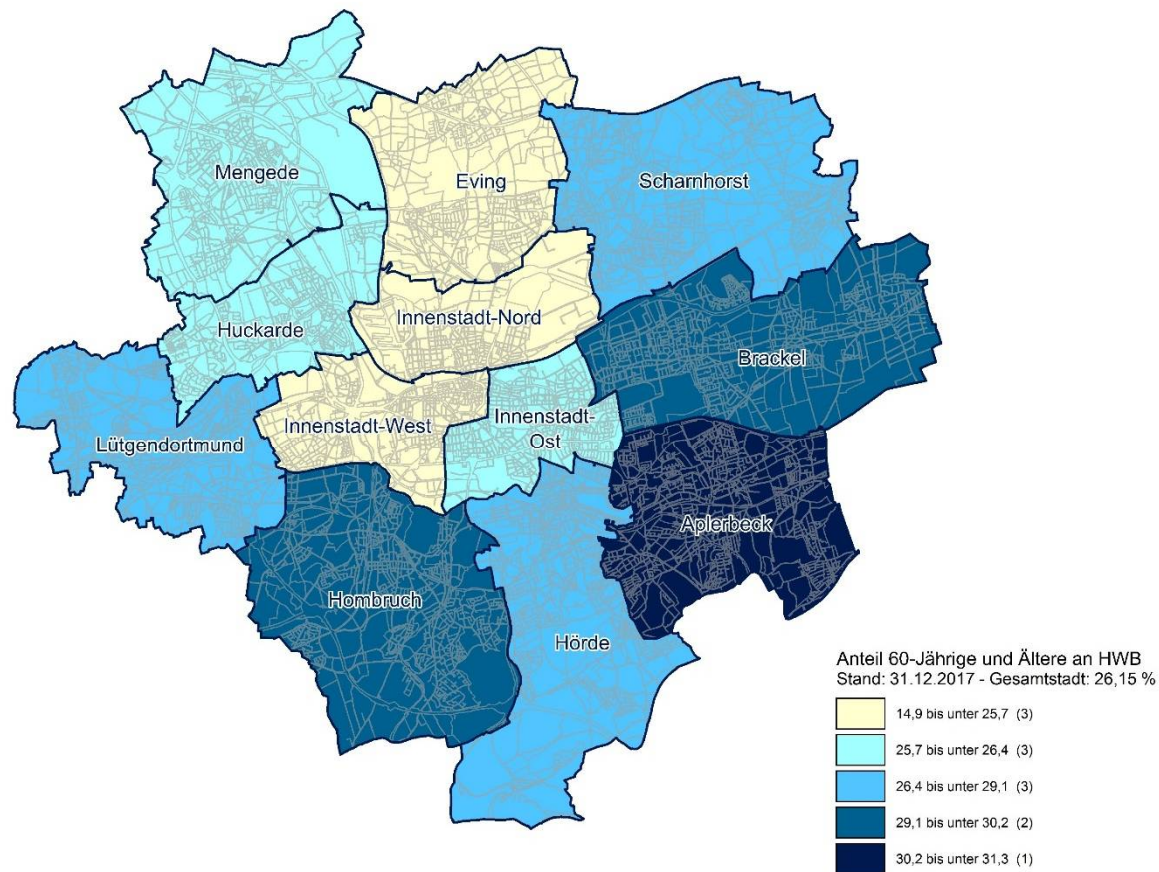 Mengede
Eving
Scharnhorst
Huckarde
Innenstadt-Nord
Brackel
Innenstadt-West
Innenstadt-
Ost
Lütgendortmund
Aplerbeck
Hombruch
Hörde
Anteil 60-Jährige und Ältere an HWB
Stand: 31.12.2017 - Gesamtstadt: 26,15 %
14,9 bis unter 25,7 (3)
25,7 bis unter 26,4 (3)
26,4 bis unter 29,1 (3)
29,1 bis unter 30,2 (2)
30,2 bis unter 31,3 (1)